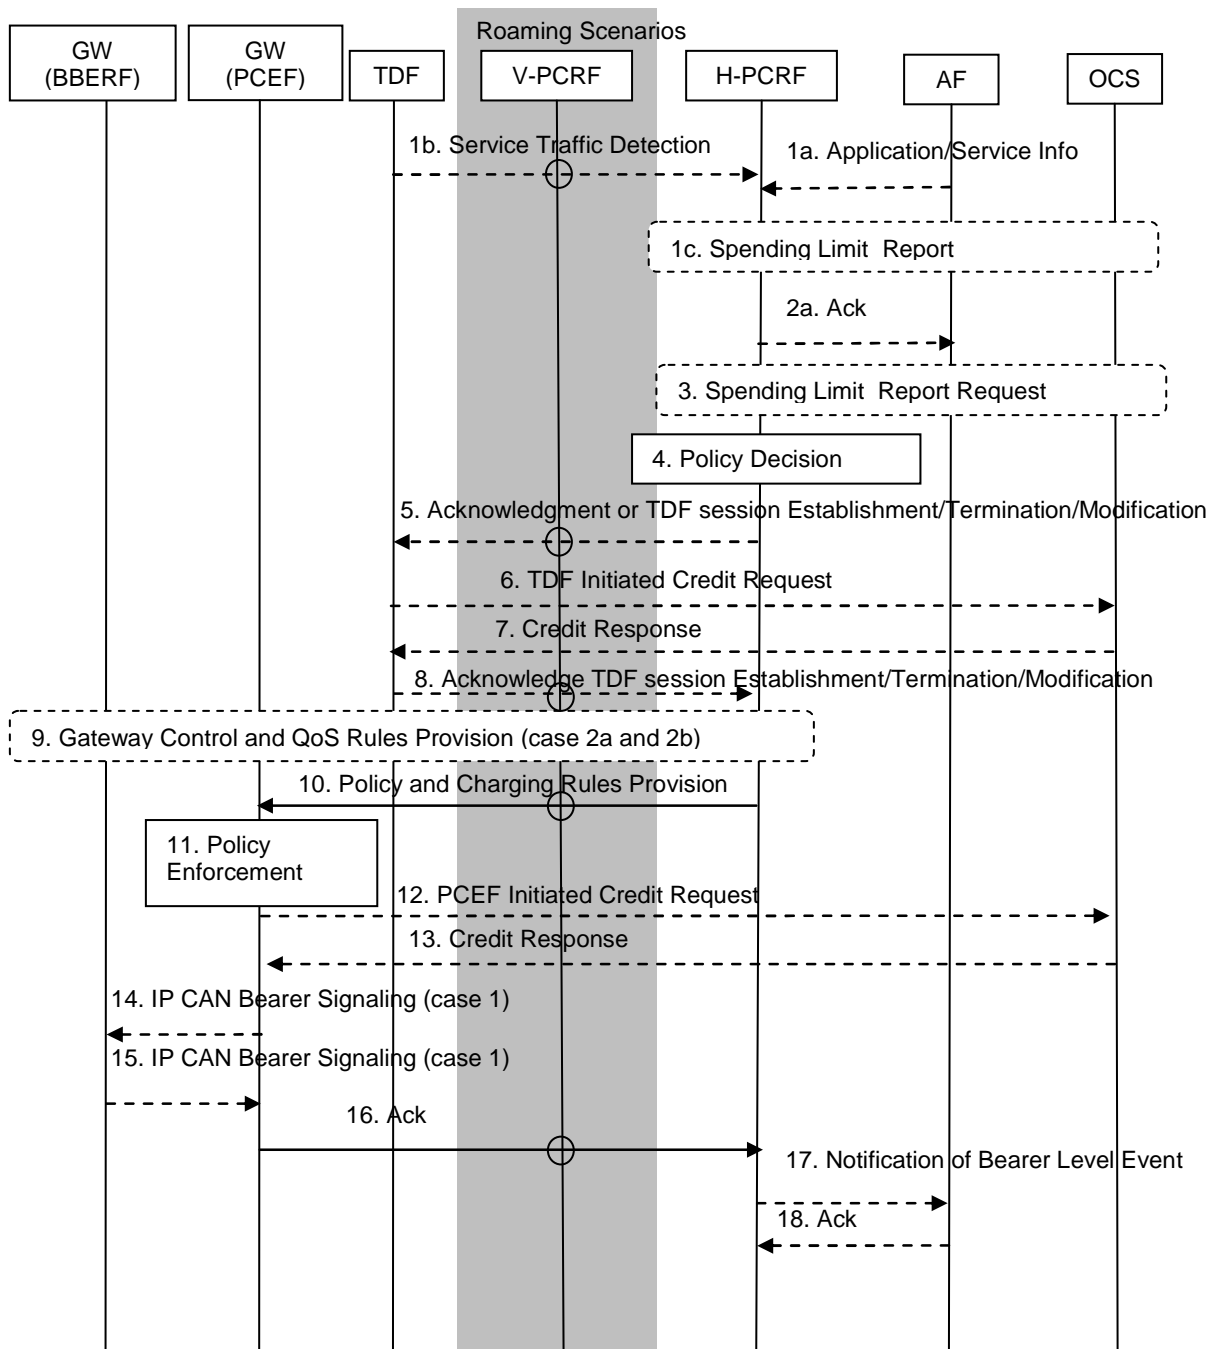 Roaming Scenarios
GW
(BBERF)
GW
(PCEF)
TDF
V-PCRF
H-PCRF
AF
OCS
1b. Service Traffic Detection
1a. Application/Service Info
1c. Spending Limit Report
2a. Ack
3. Spending Limit Report Request
4. Policy Decision
5. Acknowledgment or TDF session Establishment/Termination/Modification
6. TDF Initiated Credit Request
7. Credit Response
8. Acknowledge TDF session Establishment/Termination/Modification
9. Gateway Control and QoS Rules Provision (case 2a and 2b)
10. Policy and Charging Rules Provision
11. Policy
Enforcement
12. PCEF Initiated Credit Request
13. Credit Response
14. IP CAN Bearer Signaling (case 1)
15. IP CAN Bearer Signaling (case 1)
16. Ack
17. Notification of Bearer Level Event
18. Ack